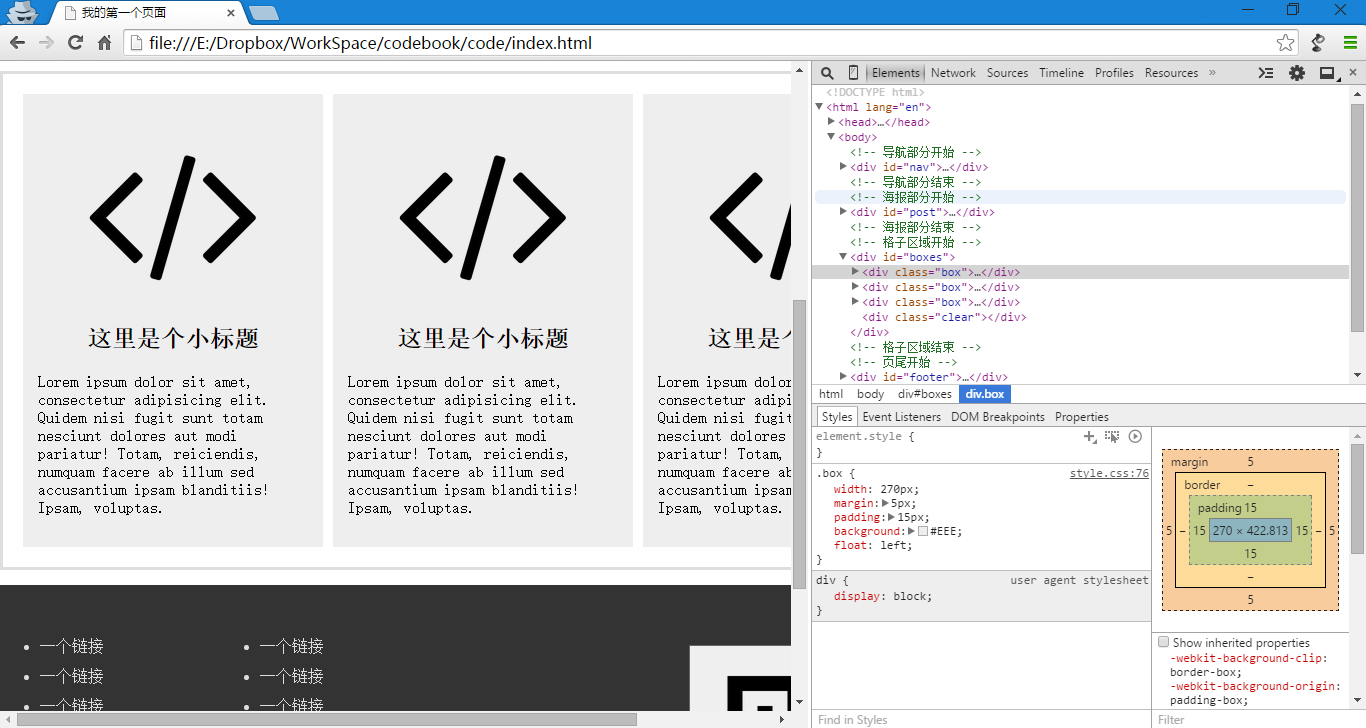 我的第一个页面
file:///E:/Dropbox/WorkSpace/codebook/code/index.html
这里是个小标题
Lorem ipsum dolor sit amet,
consectetur adipisicing elit.
Quidem nisi fugit sunt totam
nesciunt dolores aut modi
pariatur! Totam, reiciendis,
numquam facere ab illum sed
accusantium ipsam blanditiis!
Ipsam, voluptas.
这里是个小标题
Lorem ipsum dolor sit amet,
consectetur adipisicing elit.
Quidem nisi fugit sunt totam
nesciunt dolores aut modi
pariatur! Totam, reiciendis,
numquam facere ab illum sed
accusantium ipsam blanditiis!
Ipsam, voluptas.
这里是个小
Lorem ipsum dolor
consectetur adipi
Quidem nisi fugit
nesciunt dolores
pariatur! Totam,
numquam facere ab
accusantium ipsam
Ipsam, voluptas.
一个链接
一个链接
一个链接
一个链接
一个链接
一个链接
Elements Network Sources Timeline Profiles Resources »
<!DOCTYPE html>
<html lang="en">
<head>…</head>
<body>
<!-- 导航部分开始 -->
<div id="nav">…</div>
<!-- 导航部分结束 -->
<!-- 海报部分开始 -->
<div id="post">…</div>
<!-- 海报部分结束 -->
<!-- 格子区域开始 -->
<div id="boxes">
<div class="box">…</div>
<div class="box">…</div>
<div class="box">…</div>
<div class="clear"></div>
</div>
<!-- 格子区域结束 -->
<!-- 页尾开始 -->
<div id="footer">…</div>
html body div#boxes div.box
Styles Event Listeners DOM Breakpoints Properties
element.style {
}
.box { style.css:76
width: 270px;
margin: 5px;
padding: 15px;
background: #EEE;
float: left;
}
div { user agent stylesheet
display: block;
}
Find in Styles
margin 5
border –
padding 15
5 – 15 270 × 422.813 15 – 5
15
–
5
Show inherited properties
-webkit-background-clip:
border-box;
-webkit-background-origin:
padding-box;
Filter